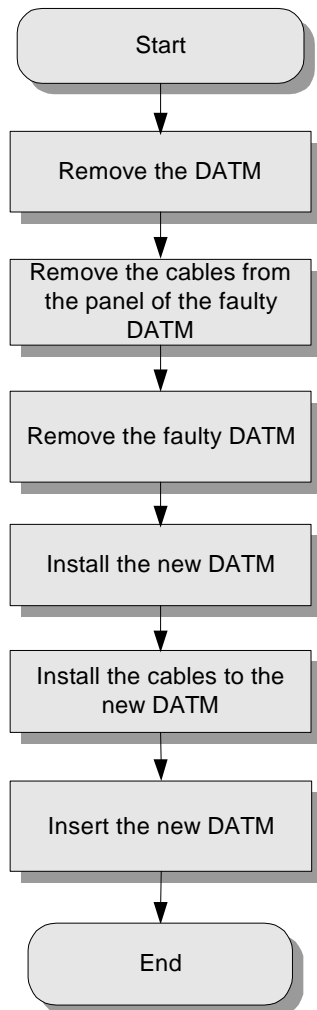 Start
Remove the DATM
Remove the cables from
the panel of the faulty
DATM
Remove the faulty DATM
Install the new DATM
Install the cables to the
new DATM
Insert the new DATM
End